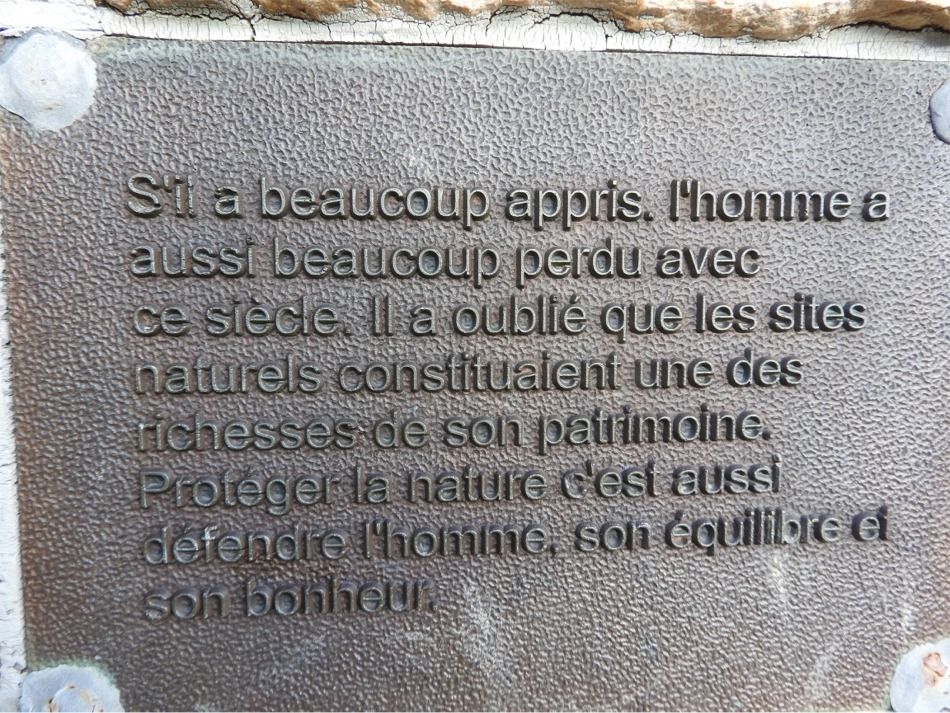 S'il a beaucoup appris, l'homme a
aussi beaucoup perdu avec
ce siècle. Il a oublié que les sites
naturels constituaient une des
richesses de son patrimoine.
Protéger la nature c'est aussi
défendre l'homme, son équilibre et
son bonheur.